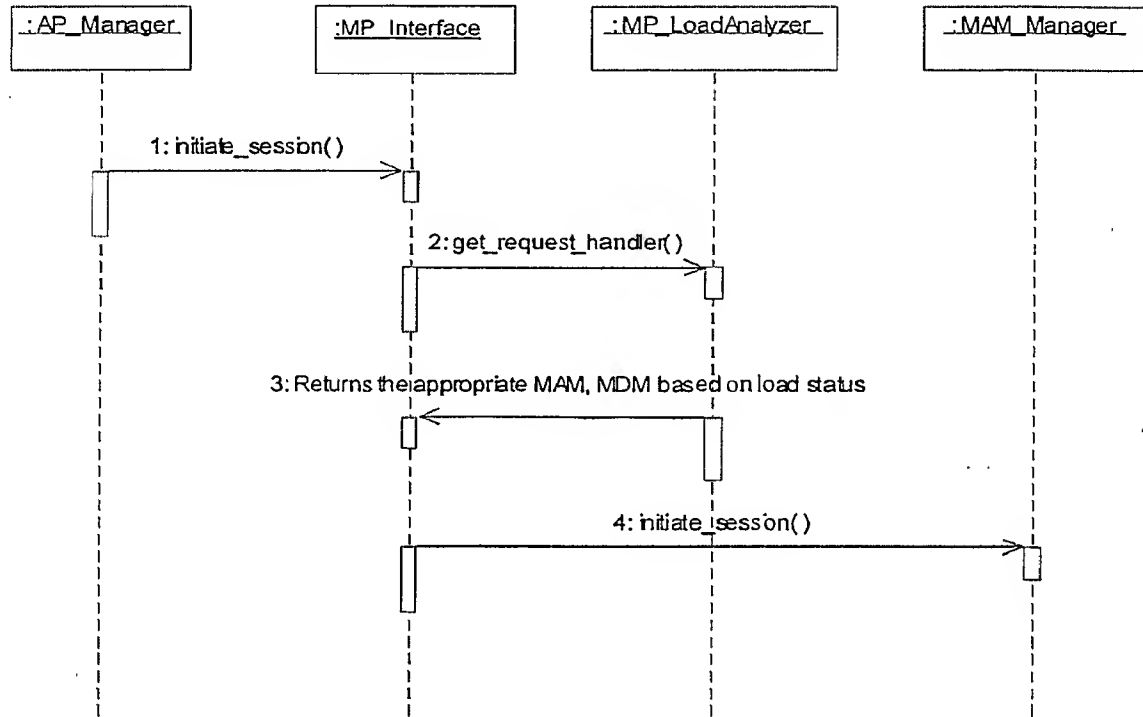 :AP_Manager
:MP_Interface
:MP_LoadAnalyzer
:MAM_Manager
1: initiate_session()
2: get_request_handler()
3: Returns the appropriate MAM, MDM based on load status
4: initiate_session()